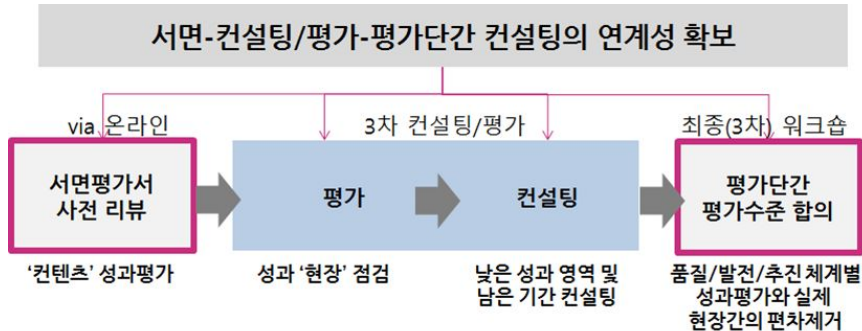 서면-컨설팅/평가-평가단간 컨설팅의 연계성 확보
via 온라인
3차 컨설팅/평가
최종(3차) 워크숍
서면평가서
사전 리뷰
평가
컨설팅
평가단간
평가수준 합의
‘컨텐츠’ 성과평가
성과 ‘현장’ 점검
낮은 성과 영역 및
남은 기간 컨설팅
품질/발전/추진 체계별
성과평가와 실제
현장간의 편차제거